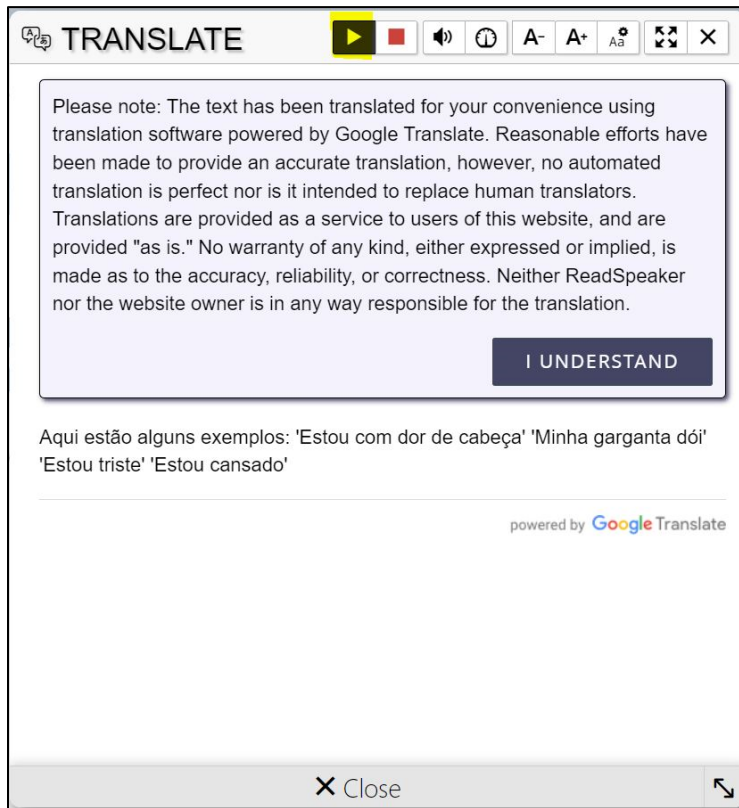 TRANSLATE
A- A+ Aa
Please note: The text has been translated for your convenience using
translation software powered by Google Translate. Reasonable efforts have
been made to provide an accurate translation, however, no automated
translation is perfect nor is it intended to replace human translators.
Translations are provided as a service to users of this website, and are
provided "as is." No warranty of any kind, either expressed or implied, is
made as to the accuracy, reliability, or correctness. Neither ReadSpeaker
nor the website owner is in any way responsible for the translation.
I UNDERSTAND
Aqui estão alguns exemplos: 'Estou com dor de cabeça' 'Minha garganta dói'
'Estou triste' 'Estou cansado'
powered by Google Translate
Close